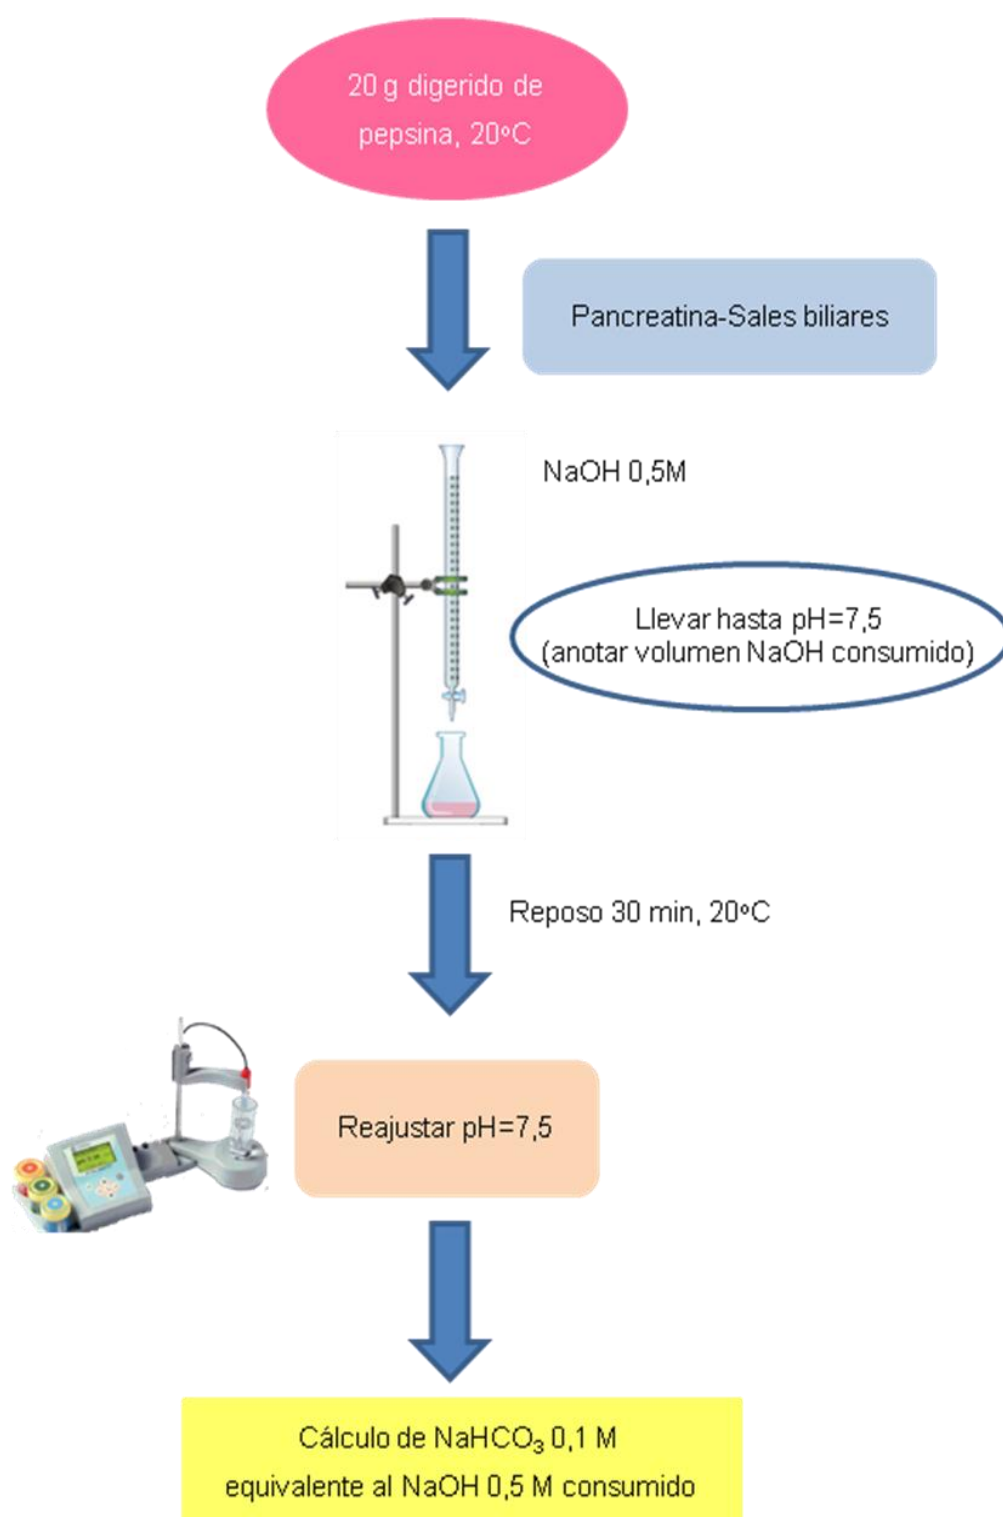 20 g digerido de
pepsina, 20ºC
Pancreatina-Sales biliares
NaOH 0,5M
Llevar hasta pH=7,5
(anotar volumen NaOH consumido)
Reposo 30 min, 20ºC
Reajustar pH=7,5
Cálculo de NaHCO₃ 0,1 M
equivalente al NaOH 0,5 M consumido